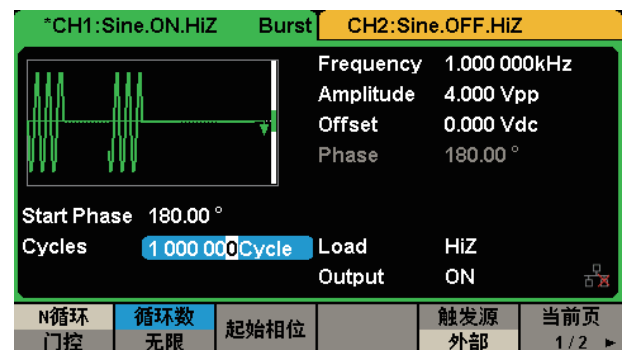 *CH1:Sine.ON.HiZ Burst CH2:Sine.OFF.HiZ
Frequency 1.000 000kHz
Amplitude 4.000 Vpp
Offset 0.000 Vdc
Phase 180.00 °
Start Phase 180.00 °
Cycles 1 000 000Cycle Load HiZ
Output ON
N循环 循环数 起始相位 触发源 当前页
门控 无限 外部 1/2 ►